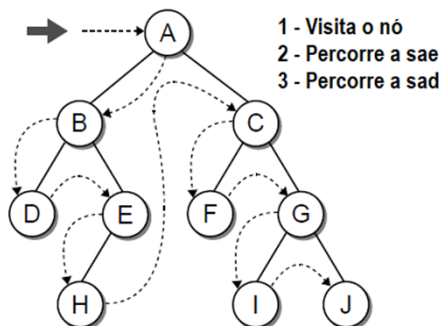 A
1 - Visita o nó
2 - Percorre a sae
3 - Percorre a sad
B
C
D
E
F
G
H
I
J